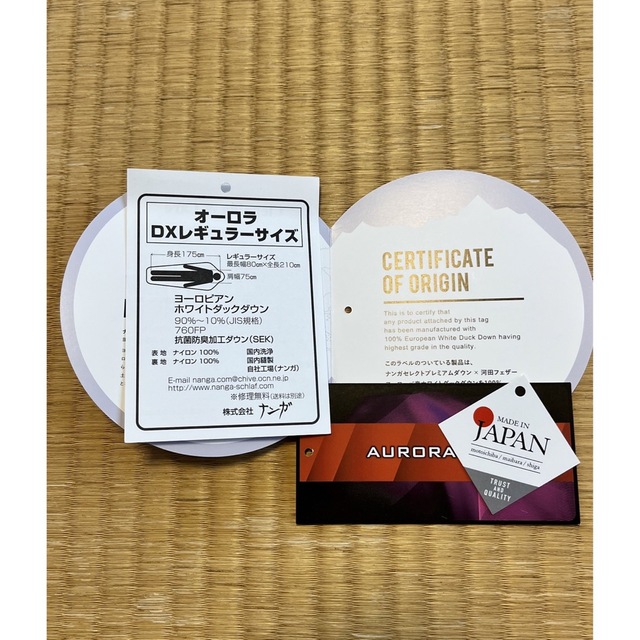 オーロラ
DXレギュラーサイズ
身長175cm
レギュラーサイズ
最長幅80cm×全長210cm
肩幅75cm
ヨーロピアン
ホワイトダックダウン
90%~10%(JIS規格)
760FP
抗菌防臭加工ダウン(SEK)
表地 ナイロン100% 国内洗浄
裏地 ナイロン100% 国内縫製
自社工場(ナンガ)
E-mail nanga.com@chive.ocn.ne.jp
http://www.nanga-schlaf.com
※修理無料(送料は別途)
株式会社 ナンガ
CERTIFICATE
OF ORIGIN
This is to certify that
any product attached by this tag
has been manufactured with
100% European White Duck Down having
highest grade in the quality.
このラベルのついている製品は、
ナンガセレクトプレミアムダウン × 河田フェザー
AURORA
MADE IN
JAPAN
motoichiba / maibara / shiga
TRUST
AND
QUALITY